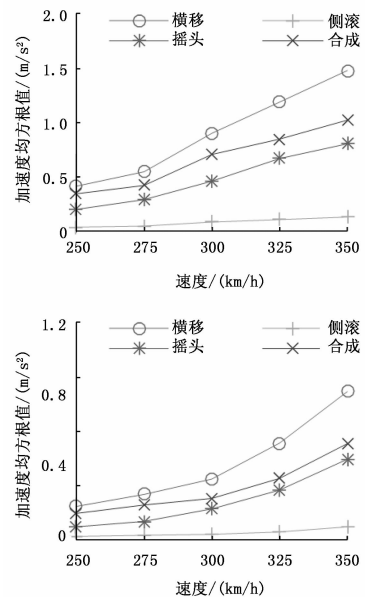 加速度均方根值/(m/s²)
2.0
1.5
1.0
0.5
0
横移
侧滚
摇头
合成
250
275
300
325
350
速度/(km/h)
加速度均方根值/(m/s²)
1.2
0.8
0.4
0
横移
侧滚
摇头
合成
250
275
300
325
350
速度/(km/h)